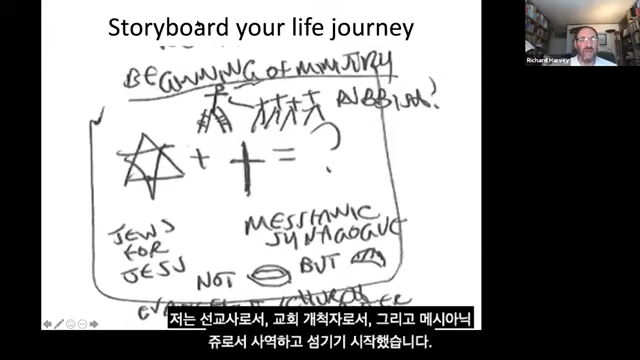 Storyboard your life journey
Richard Harvey
BEGINNING of MINISTRY
+ = ?
JEWS
FOR
JESUS
MESSIANIC
SYNAGOGUE
NOT BUT
저는 선교사로서, 교회 개척자로서, 그리고 메시아닉
쥬로서 사역하고 섬기기 시작했습니다.